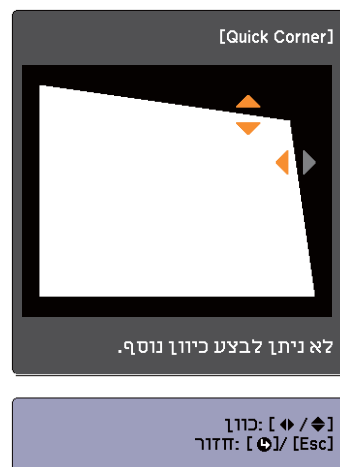 [Quick Corner]
לא ניתן לבצע כיוון נוסף.
כוון: [ / ]
חזור: [ ]/ [Esc]